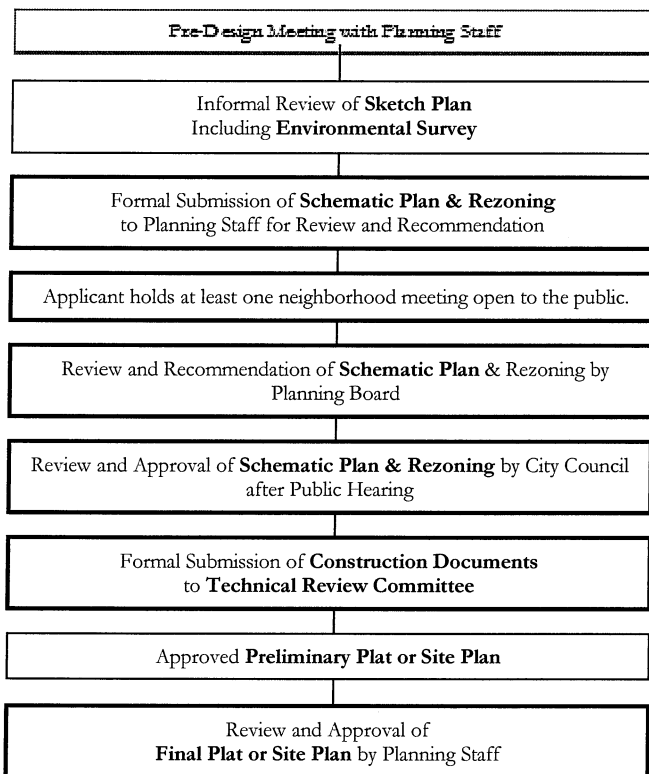 Pre-Design Meeting with Planning Staff
Informal Review of Sketch Plan
Including Environmental Survey
Formal Submission of Schematic Plan & Rezoning
to Planning Staff for Review and Recommendation
Applicant holds at least one neighborhood meeting open to the public.
Review and Recommendation of Schematic Plan & Rezoning by
Planning Board
Review and Approval of Schematic Plan & Rezoning by City Council
after Public Hearing
Formal Submission of Construction Documents
to Technical Review Committee
Approved Preliminary Plat or Site Plan
Review and Approval of
Final Plat or Site Plan by Planning Staff